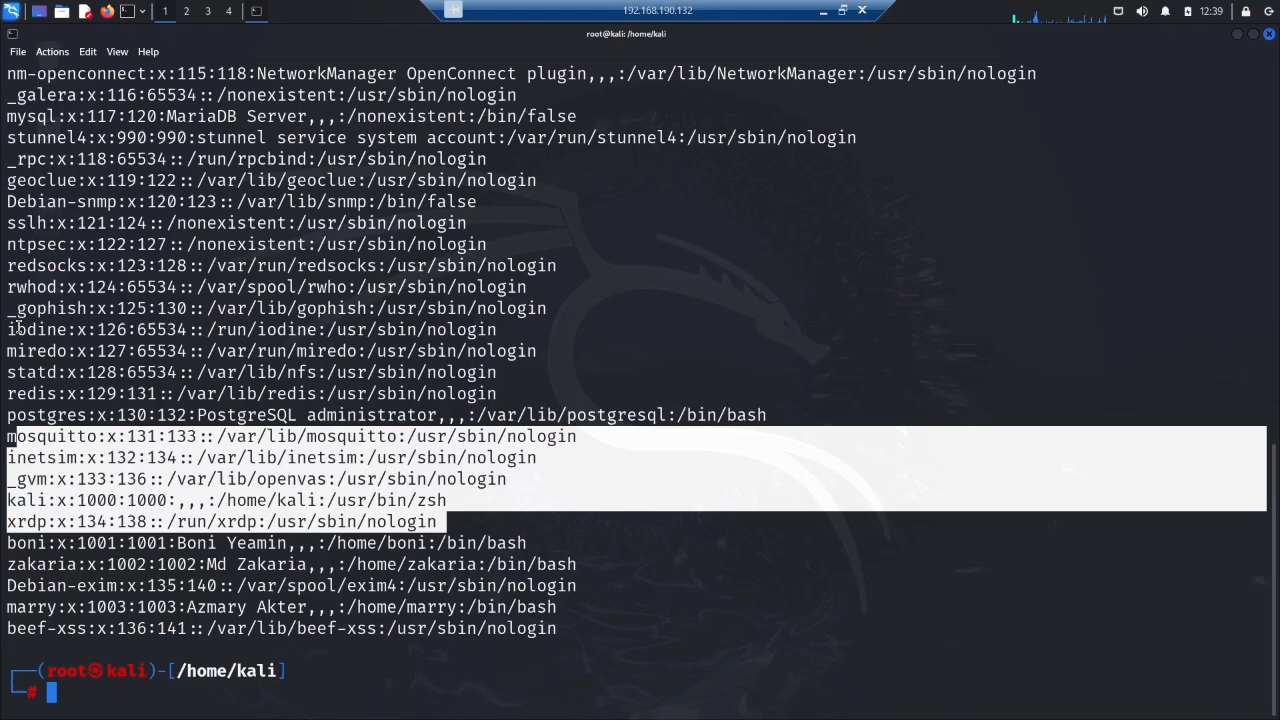 192.168.190.132
12:39
1 2 3 4
root@kali: /home/kali
File Actions Edit View Help
nm-openconnect:x:115:118:NetworkManager OpenConnect plugin,,,:/var/lib/NetworkManager:/usr/sbin/nologin
_galera:x:116:65534::/nonexistent:/usr/sbin/nologin
mysql:x:117:120:MariaDB Server,,,:/nonexistent:/bin/false
stunnel4:x:990:990:stunnel service system account:/var/run/stunnel4:/usr/sbin/nologin
_rpc:x:118:65534::/run/rpcbind:/usr/sbin/nologin
geoclue:x:119:122::/var/lib/geoclue:/usr/sbin/nologin
Debian-snmp:x:120:123::/var/lib/snmp:/bin/false
sslh:x:121:124::/nonexistent:/usr/sbin/nologin
ntpsec:x:122:127::/nonexistent:/usr/sbin/nologin
redsocks:x:123:128::/var/run/redsocks:/usr/sbin/nologin
rwhod:x:124:65534::/var/spool/rwho:/usr/sbin/nologin
_gophish:x:125:130::/var/lib/gophish:/usr/sbin/nologin
iodine:x:126:65534::/run/iodine:/usr/sbin/nologin
miredo:x:127:65534::/var/run/miredo:/usr/sbin/nologin
statd:x:128:65534::/var/lib/nfs:/usr/sbin/nologin
redis:x:129:131::/var/lib/redis:/usr/sbin/nologin
postgres:x:130:132:PostgreSQL administrator,,,:/var/lib/postgresql:/bin/bash
mosquitto:x:131:133::/var/lib/mosquitto:/usr/sbin/nologin
inetsim:x:132:134::/var/lib/inetsim:/usr/sbin/nologin
_gvm:x:133:136::/var/lib/openvas:/usr/sbin/nologin
kali:x:1000:1000:,,,:/home/kali:/usr/bin/zsh
xrdp:x:134:138::/run/xrdp:/usr/sbin/nologin
boni:x:1001:1001:Boni Yeamin,,,:/home/boni:/bin/bash
zakaria:x:1002:1002:Md Zakaria,,,:/home/zakaria:/bin/bash
Debian-exim:x:135:140::/var/spool/exim4:/usr/sbin/nologin
marry:x:1003:1003:Azmary Akter,,,:/home/marry:/bin/bash
beef-xss:x:136:141::/var/lib/beef-xss:/usr/sbin/nologin
┌──(root㉿kali)-[/home/kali]
└─#